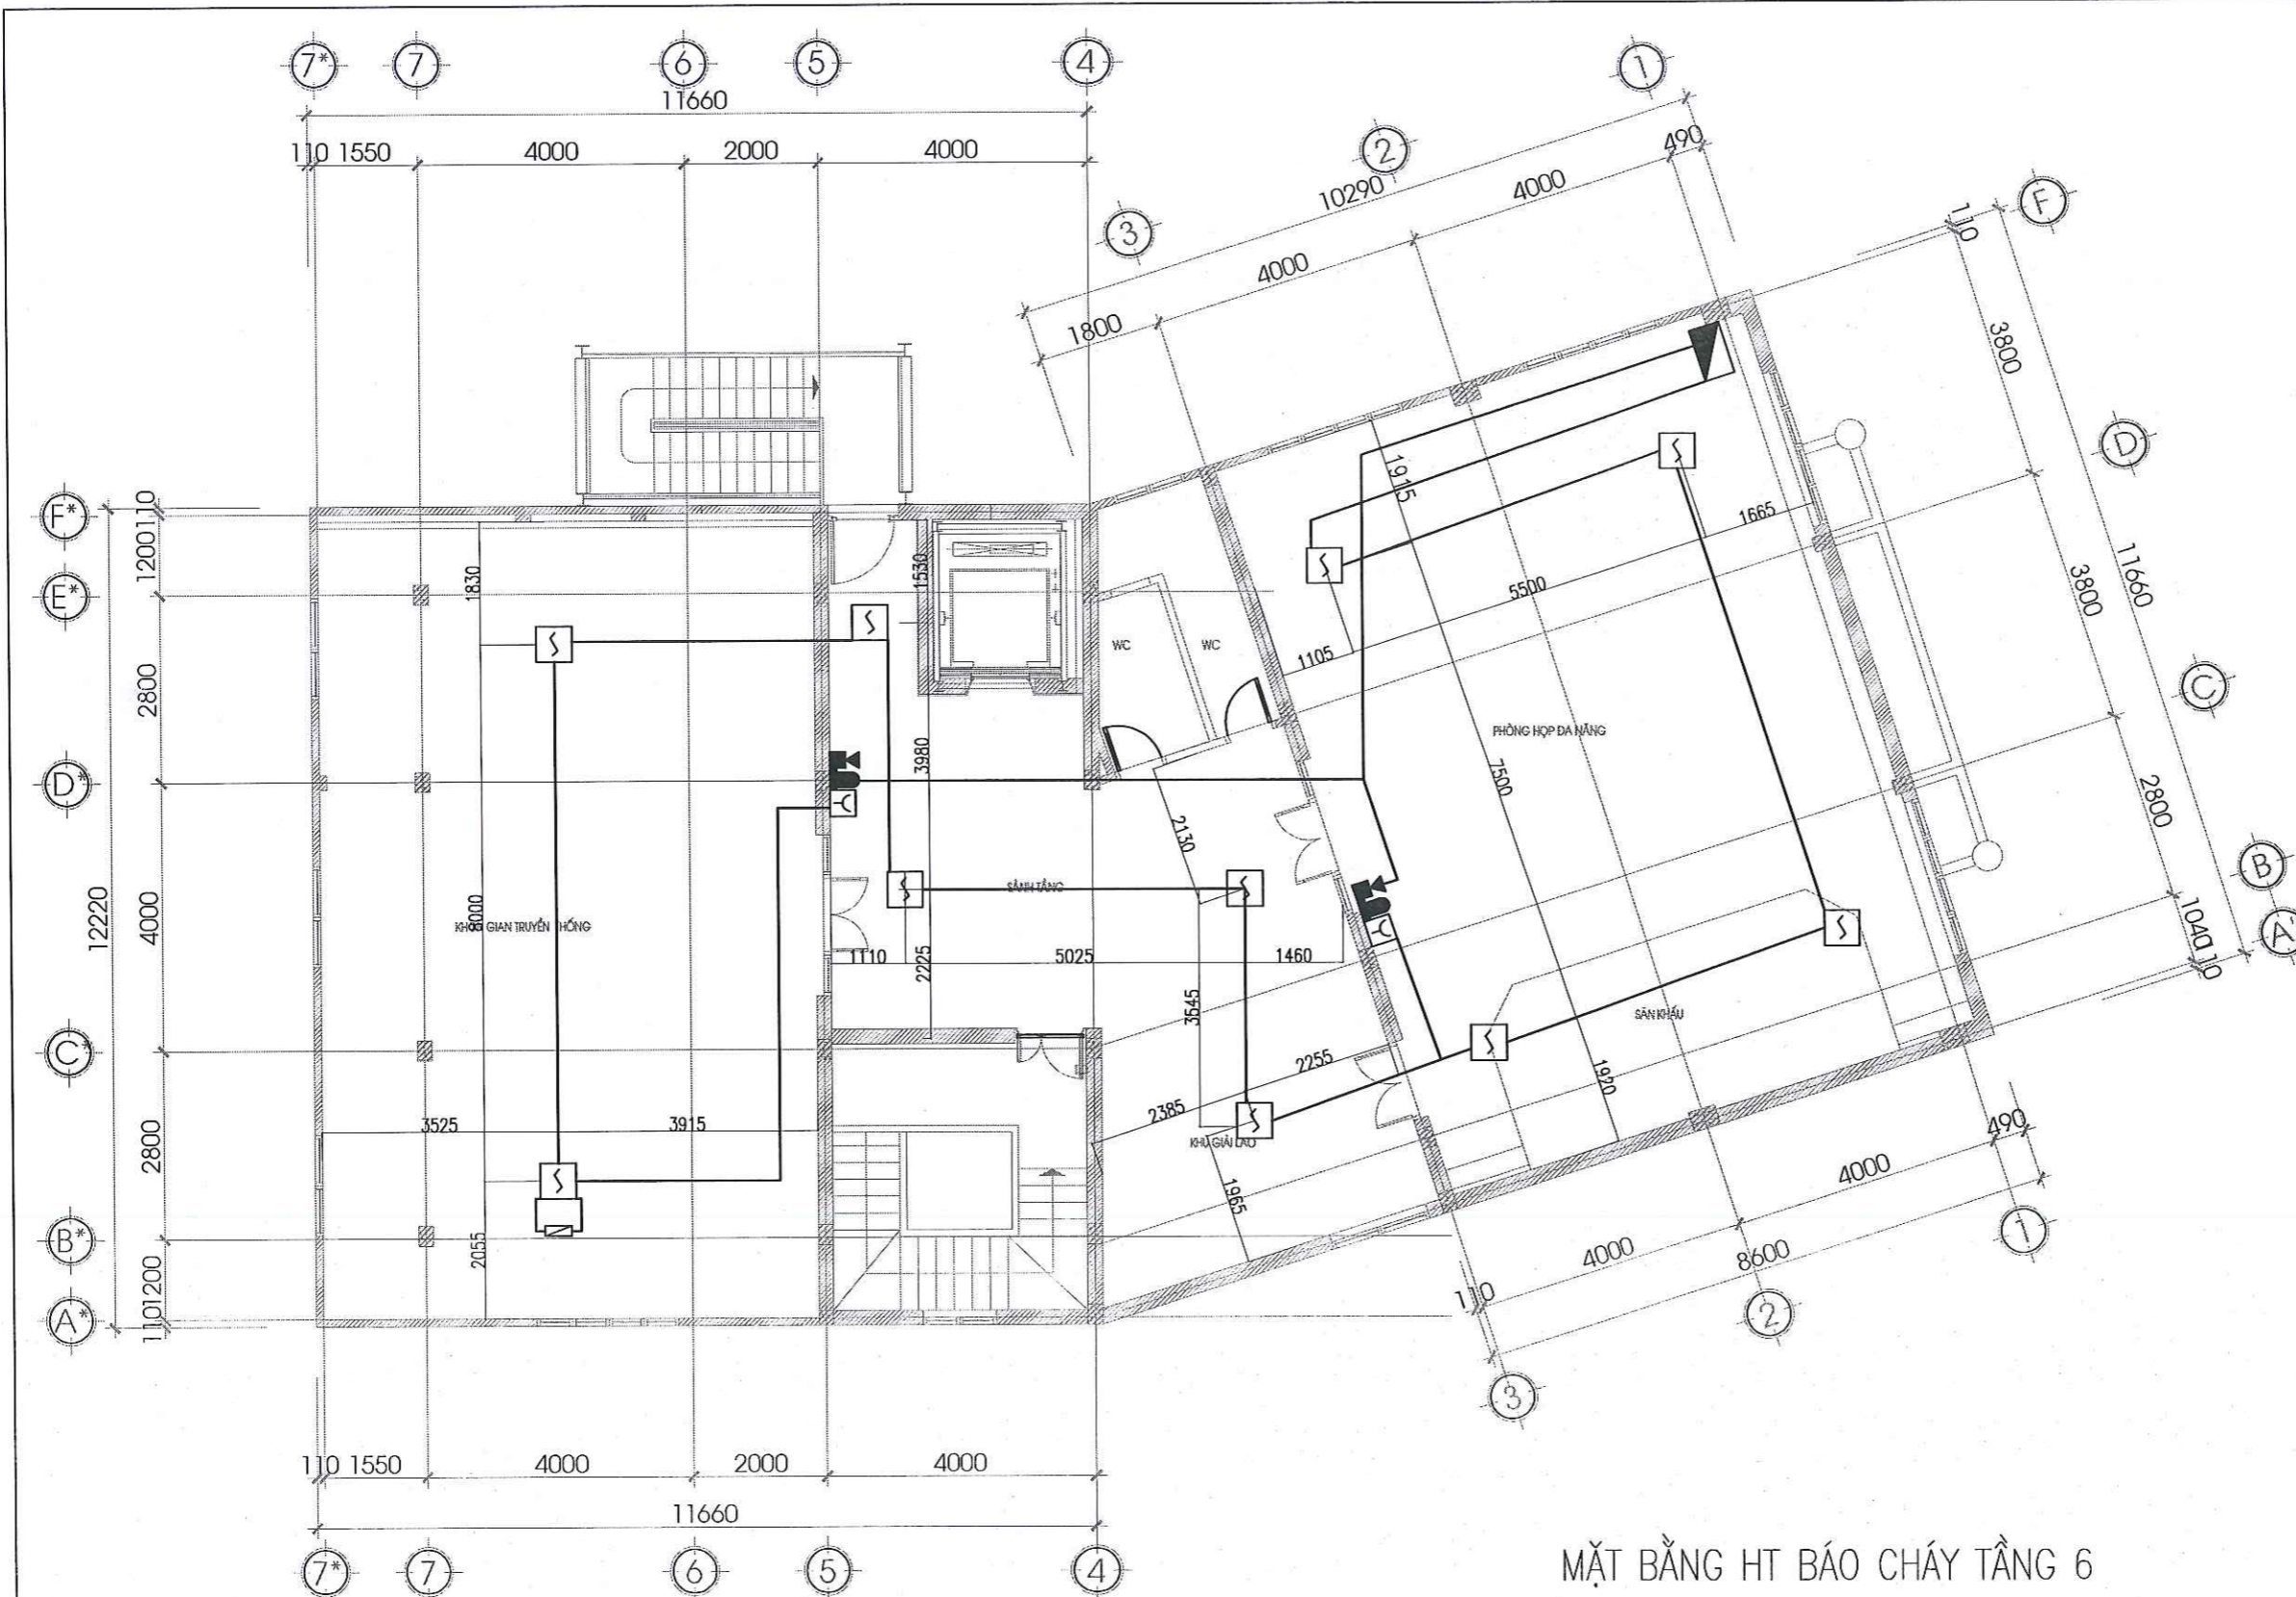 7* 7 6 5 4 1
11660
2
110 1550 4000 2000 4000
490
10290 4000
3
F
110
4000
1800
3800
D
1915
F*
110
1665
1200
1530
1830
E*
5500
3800
11660
WC WC
1105
2800
C
PHÒNG HỌP ĐA NĂNG
D*
3980
7500
2800
2130
B
SẢNH TẦNG
8000
12220
4000
1040
A
110
1110 5025 1460
2225
3545
SÂN KHẤU
C*
2255
1920
3525 3915
2385
490
KHU GIẢI LAO
2800
4000
1965
B*
2055
4000
8600
1
1200
110
A*
110
2
3
110 1550 4000 2000 4000
11660
7* 7 6 5 4
MẶT BẰNG HT BÁO CHÁY TẦNG 6